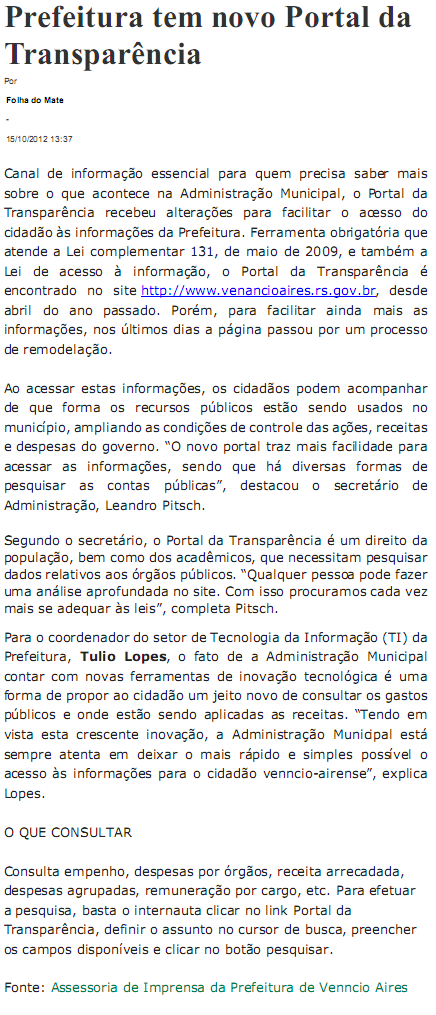 Prefeitura tem novo Portal da
Transparência
Por
Folha do Mate
-
15/10/2012 13:37
Canal de informação essencial para quem precisa saber mais
sobre o que acontece na Administração Municipal, o Portal da
Transparência recebeu alterações para facilitar o acesso do
cidadão às informações da Prefeitura. Ferramenta obrigatória que
atende a Lei complementar 131, de maio de 2009, e também a
Lei de acesso à informação, o Portal da Transparência é
encontrado no site http://www.venancioaires.rs.gov.br, desde
abril do ano passado. Porém, para facilitar ainda mais as
informações, nos últimos dias a página passou por um processo
de remodelação.
Ao acessar estas informações, os cidadãos podem acompanhar
de que forma os recursos públicos estão sendo usados no
município, ampliando as condições de controle das ações, receitas
e despesas do governo. “O novo portal traz mais facilidade para
acessar as informações, sendo que há diversas formas de
pesquisar as contas públicas”, destacou o secretário de
Administração, Leandro Pitsch.
Segundo o secretário, o Portal da Transparência é um direito da
população, bem como dos acadêmicos, que necessitam pesquisar
dados relativos aos órgãos públicos. “Qualquer pessoa pode fazer
uma análise aprofundada no site. Com isso procuramos cada vez
mais se adequar às leis”, completa Pitsch.
Para o coordenador do setor de Tecnologia da Informação (TI) da
Prefeitura, Tulio Lopes, o fato de a Administração Municipal
contar com novas ferramentas de inovação tecnológica é uma
forma de propor ao cidadão um jeito novo de consultar os gastos
públicos e onde estão sendo aplicadas as receitas. “Tendo em
vista esta crescente inovação, a Administração Municipal está
sempre atenta em deixar o mais rápido e simples possível o
acesso às informações para o cidadão venncio-airense”, explica
Lopes.
O QUE CONSULTAR
Consulta empenho, despesas por órgãos, receita arrecadada,
despesas agrupadas, remuneração por cargo, etc. Para efetuar
a pesquisa, basta o internauta clicar no link Portal da
Transparência, definir o assunto no cursor de busca, preencher
os campos disponíveis e clicar no botão pesquisar.
Fonte: Assessoria de Imprensa da Prefeitura de Venncio Aires